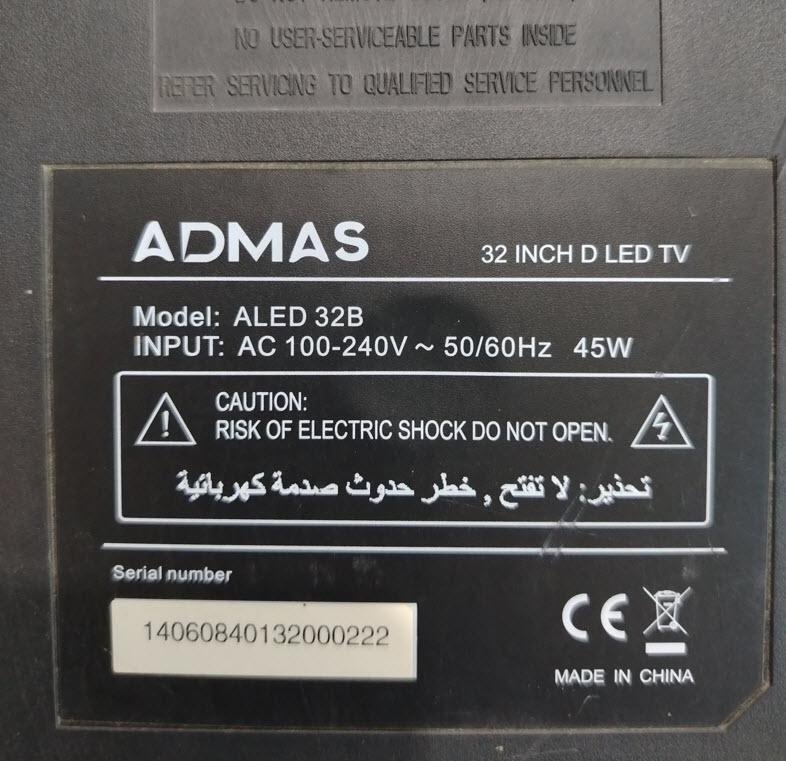 NO USER-SERVICEABLE PARTS INSIDE
REFER SERVICING TO QUALIFIED SERVICE PERSONNEL
ADMAS
32 INCH D LED TV
Model: ALED 32B
INPUT: AC 100-240V ~ 50/60Hz 45W
CAUTION:
RISK OF ELECTRIC SHOCK DO NOT OPEN.
تحذير: لا تفتح , خطر حدوث صدمة كهربائية
Serial number
14060840132000222
CE
MADE IN CHINA